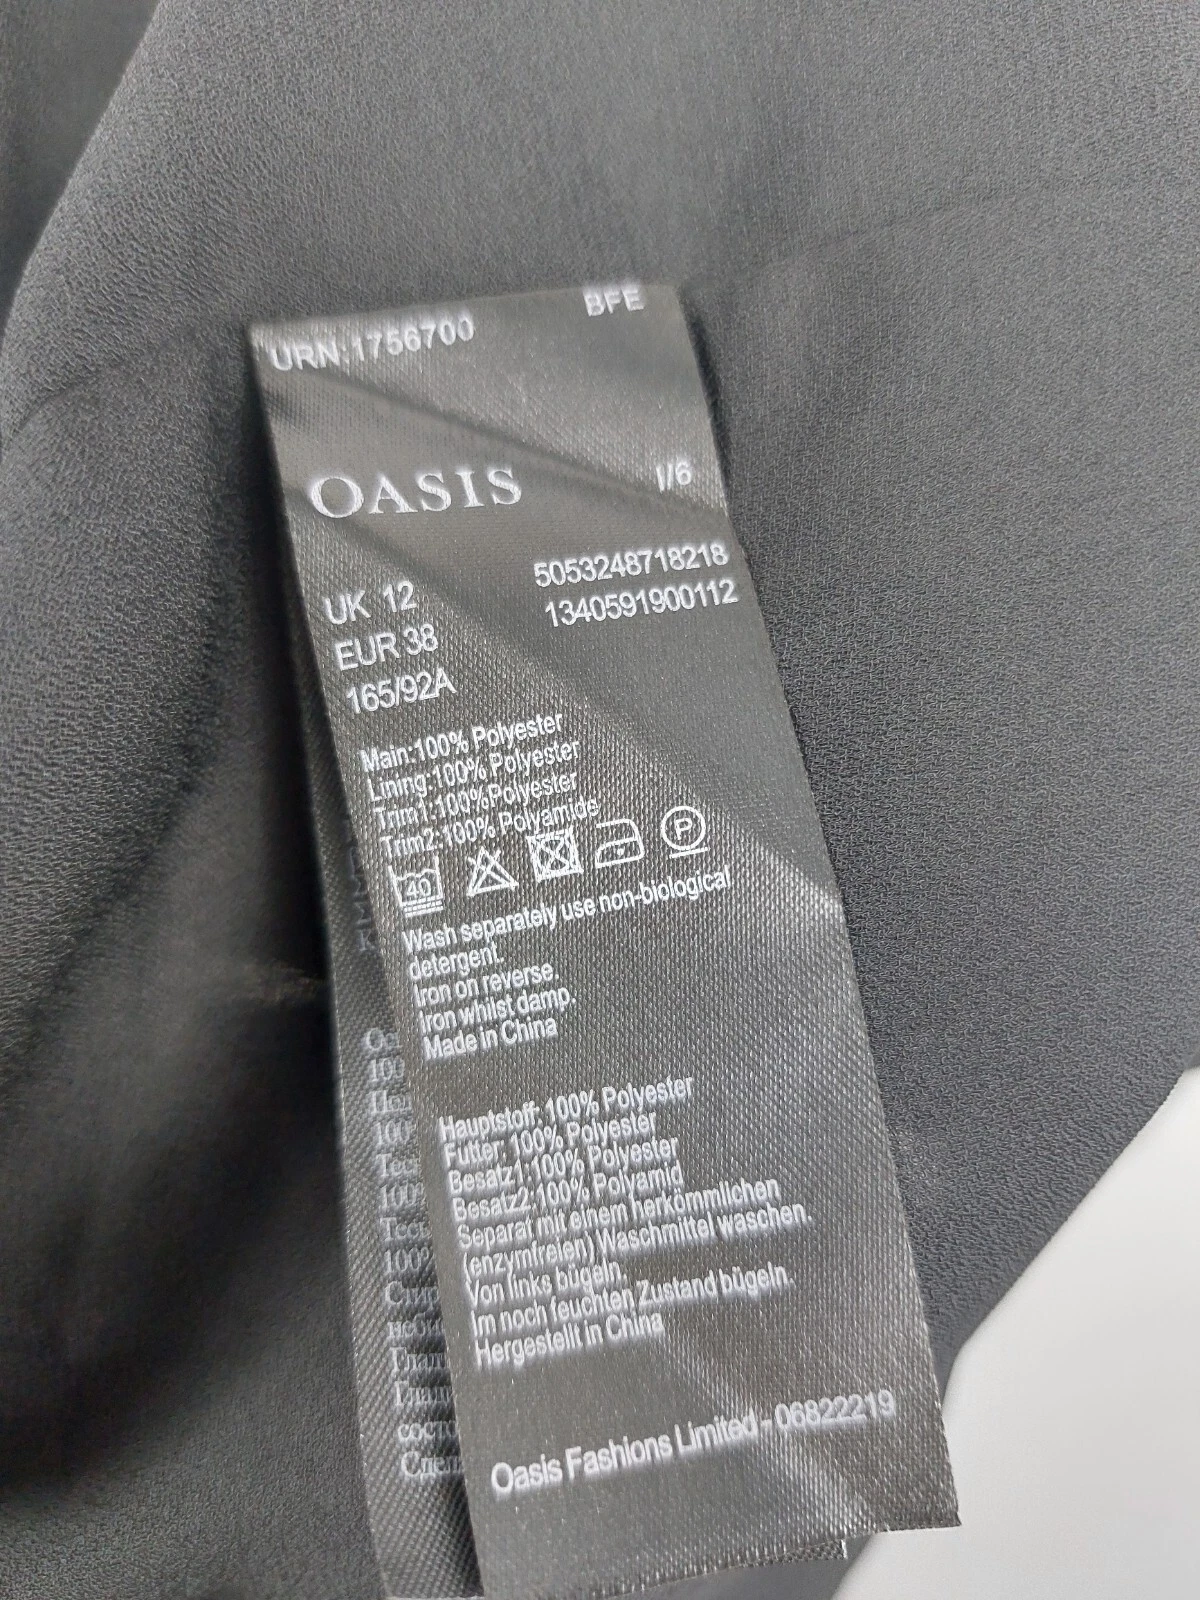 URN:1756700
BFE
OASIS
I/6
5053248718218
1340591900112
UK 12
EUR 38
165/92A
Main:100% Polyester
Lining:100% Polyester
Trim1:100%Polyester
Trim2:100% Polyamide
40
P
Wash separately use non-biological
detergent.
Iron on reverse.
Iron whilst damp.
Made in China
Hauptstoff: 100% Polyester
Futter: 100% Polyester
Besatz1:100% Polyester
Besatz2:100% Polyamid
Separat mit einem herkömmlichen
(enzymfreien) Waschmittel waschen.
Von links bügeln.
Im noch feuchten Zustand bügeln.
Hergestellt in China
Oasis Fashions Limited - 06822219